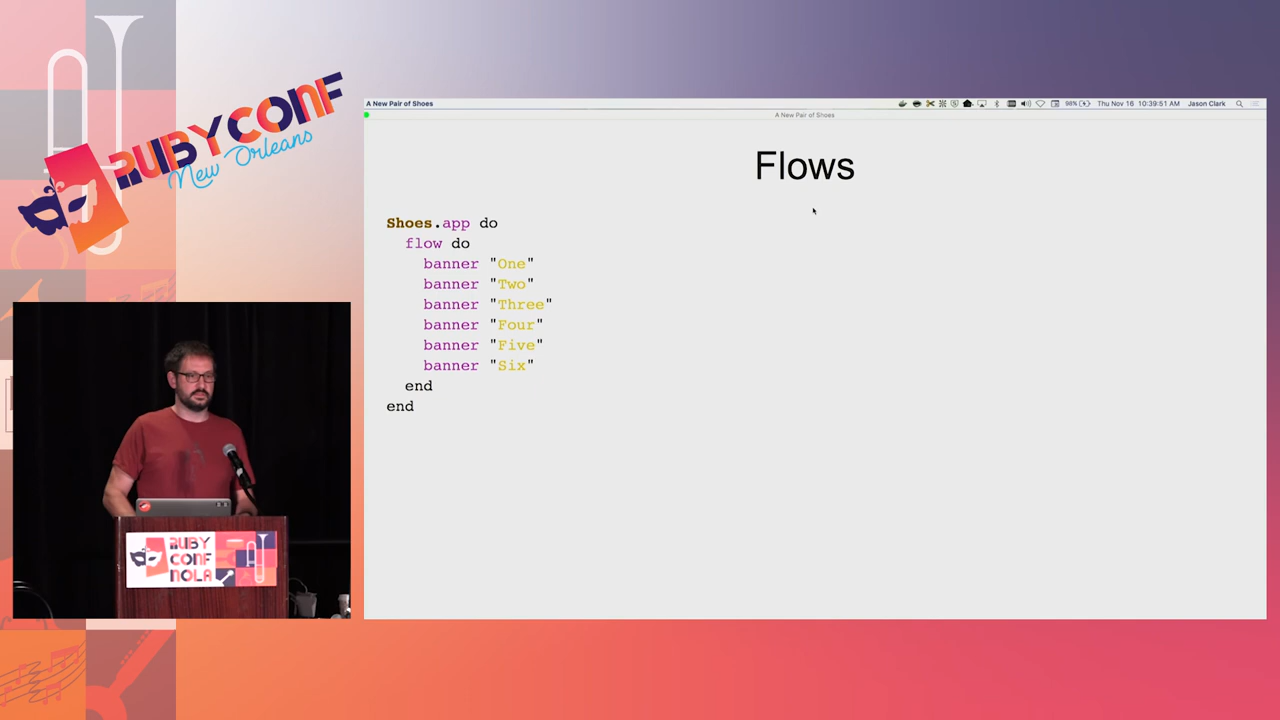 RUBYCONF
New Orleans
A New Pair of Shoes
98%
Thu Nov 16 10:39:51 AM
Jason Clark
A New Pair of Shoes
Flows
Shoes.app do
  flow do
    banner "One"
    banner "Two"
    banner "Three"
    banner "Four"
    banner "Five"
    banner "Six"
  end
end
RUBY
CONF
NOLA